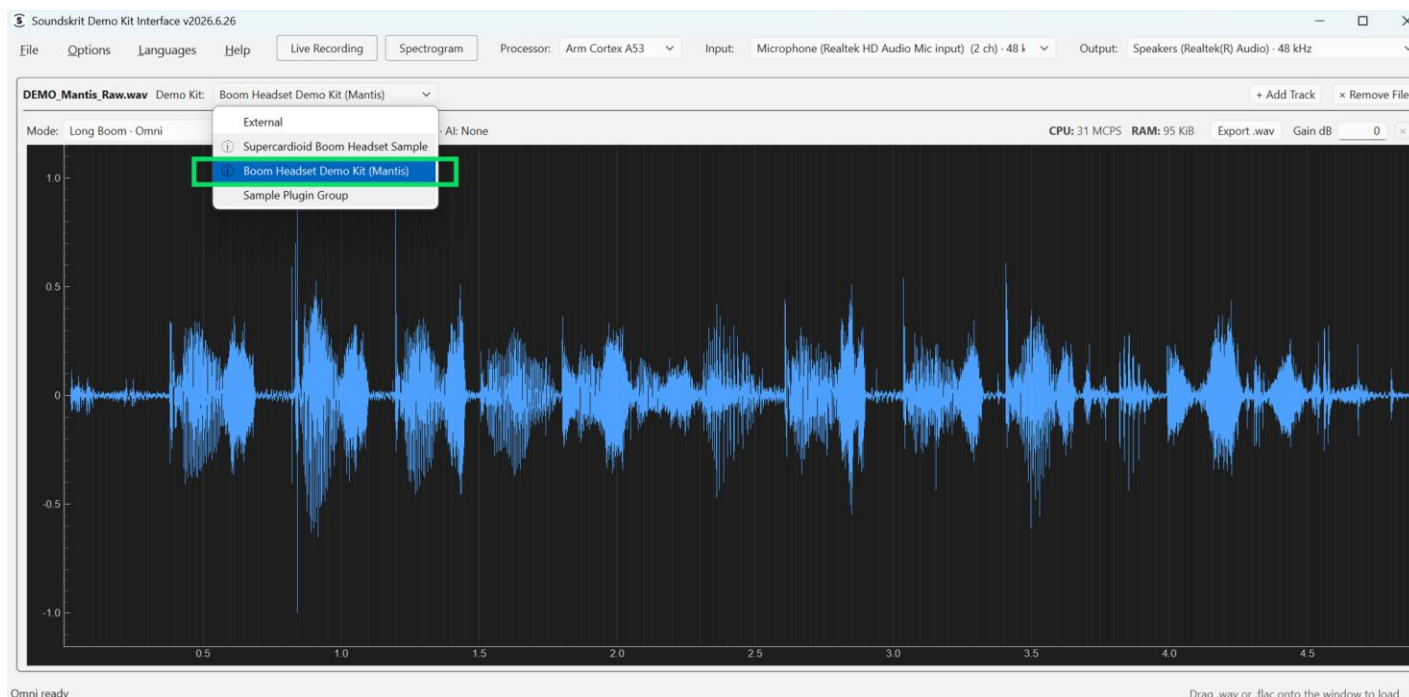 Soundskrit Demo Kit Interface v2026.6.26
File Options Languages Help Live Recording Spectrogram Processor: Arm Cortex A53 Input: Microphone (Realtek HD Audio Mic input) (2 ch) · 48 k Output: Speakers (Realtek(R) Audio) · 48 kHz
DEMO_Mantis_Raw.wav Demo Kit: Boom Headset Demo Kit (Mantis) + Add Track × Remove File
External
Mode: Long Boom · Omni · AI: None CPU: 31 MCPS RAM: 95 KiB Export .wav Gain dB 0
Supercardioid Boom Headset Sample
Boom Headset Demo Kit (Mantis)
Sample Plugin Group
1.0
0.5
0
-0.5
-1.0
0.5 1.0 1.5 2.0 2.5 3.0 3.5 4.0 4.5
Omni ready Drag .wav or .flac onto the window to load